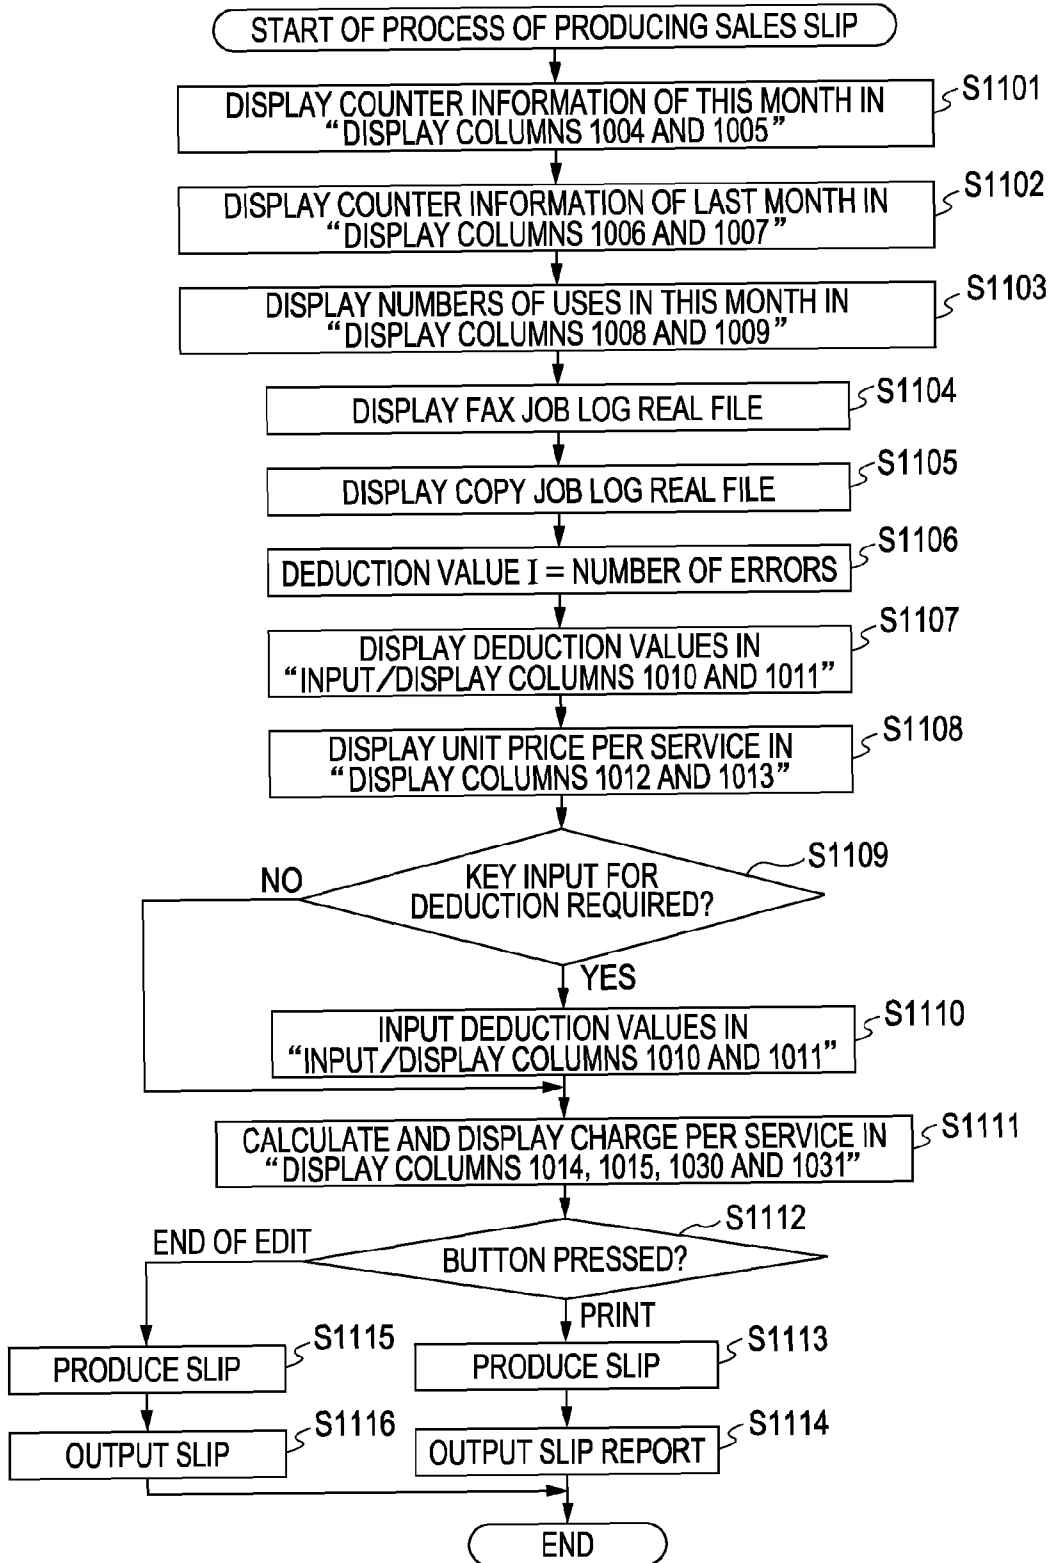 START OF PROCESS OF PRODUCING SALES SLIP
S1101
DISPLAY COUNTER INFORMATION OF THIS MONTH IN
“DISPLAY COLUMNS 1004 AND 1005”
S1102
DISPLAY COUNTER INFORMATION OF LAST MONTH IN
“DISPLAY COLUMNS 1006 AND 1007”
S1103
DISPLAY NUMBERS OF USES IN THIS MONTH IN
“DISPLAY COLUMNS 1008 AND 1009”
S1104
DISPLAY FAX JOB LOG REAL FILE
S1105
DISPLAY COPY JOB LOG REAL FILE
S1106
DEDUCTION VALUE I = NUMBER OF ERRORS
S1107
DISPLAY DEDUCTION VALUES IN
“INPUT/DISPLAY COLUMNS 1010 AND 1011”
S1108
DISPLAY UNIT PRICE PER SERVICE IN
“DISPLAY COLUMNS 1012 AND 1013”
S1109
NO
KEY INPUT FOR
DEDUCTION REQUIRED?
YES
S1110
INPUT DEDUCTION VALUES IN
“INPUT/DISPLAY COLUMNS 1010 AND 1011”
S1111
CALCULATE AND DISPLAY CHARGE PER SERVICE IN
“DISPLAY COLUMNS 1014, 1015, 1030 AND 1031”
S1112
END OF EDIT
BUTTON PRESSED?
PRINT
S1115
PRODUCE SLIP
S1113
PRODUCE SLIP
S1116
OUTPUT SLIP
S1114
OUTPUT SLIP REPORT
END